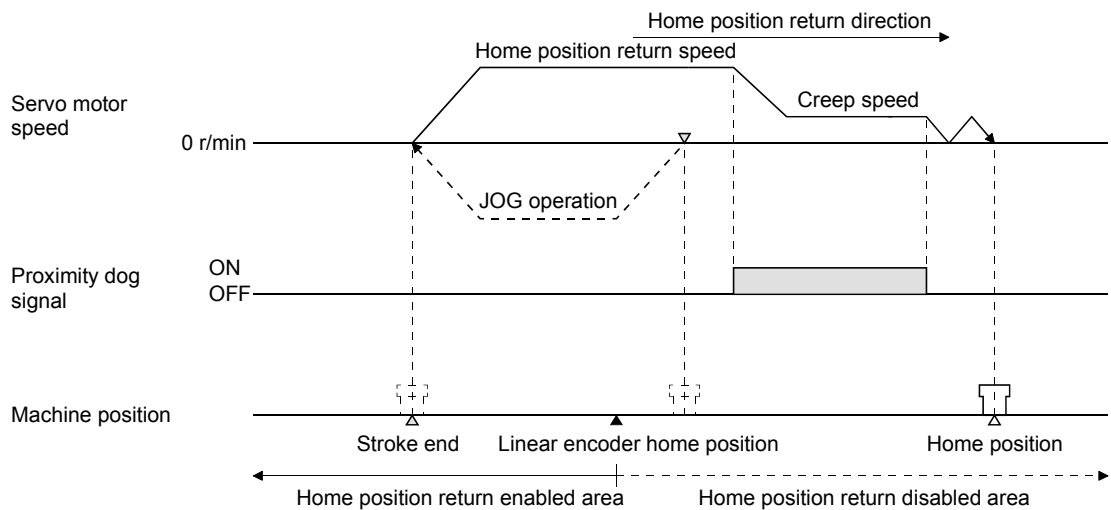 Home position return direction
Home position return speed
Servo motor
speed
Creep speed
0 r/min
JOG operation
Proximity dog
signal
ON
OFF
Machine position
Stroke end
Linear encoder home position
Home position
Home position return enabled area
Home position return disabled area